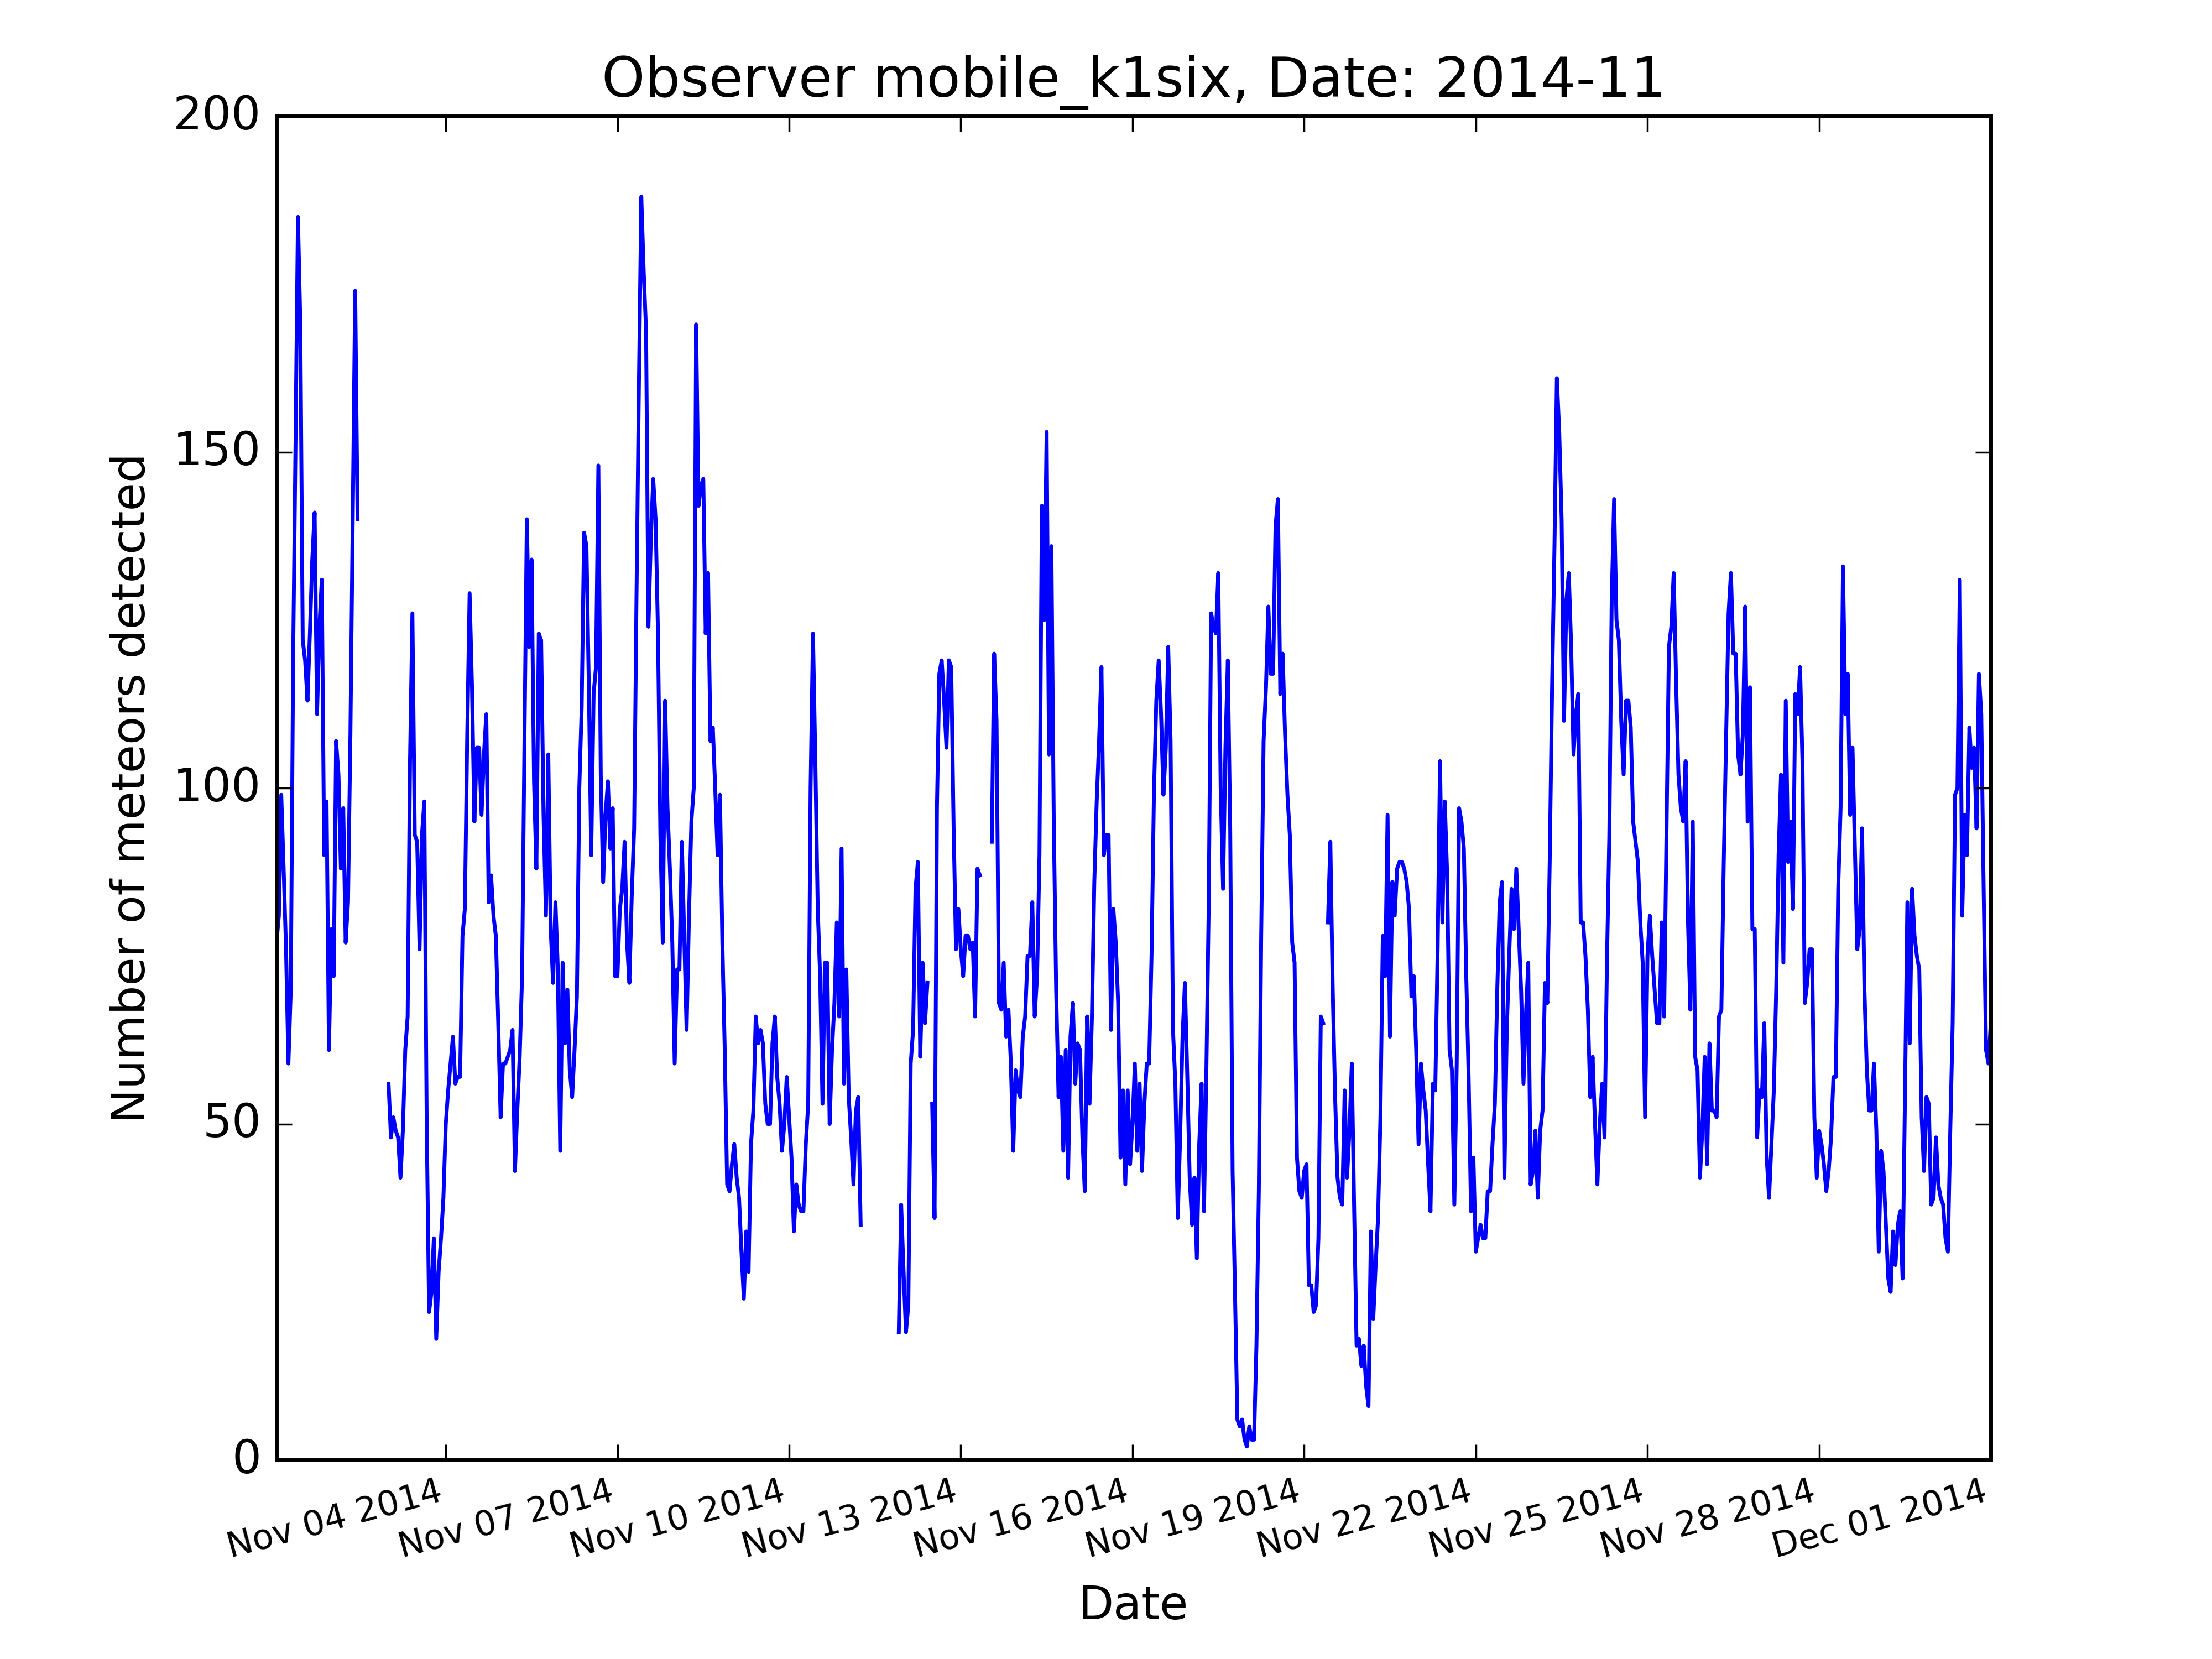 Observer mobile_k1six, Date: 2014-11
Number of meteors detected
200
150
100
50
0
Nov 04 2014
Nov 07 2014
Nov 10 2014
Nov 13 2014
Nov 16 2014
Nov 19 2014
Nov 22 2014
Nov 25 2014
Nov 28 2014
Dec 01 2014
Date